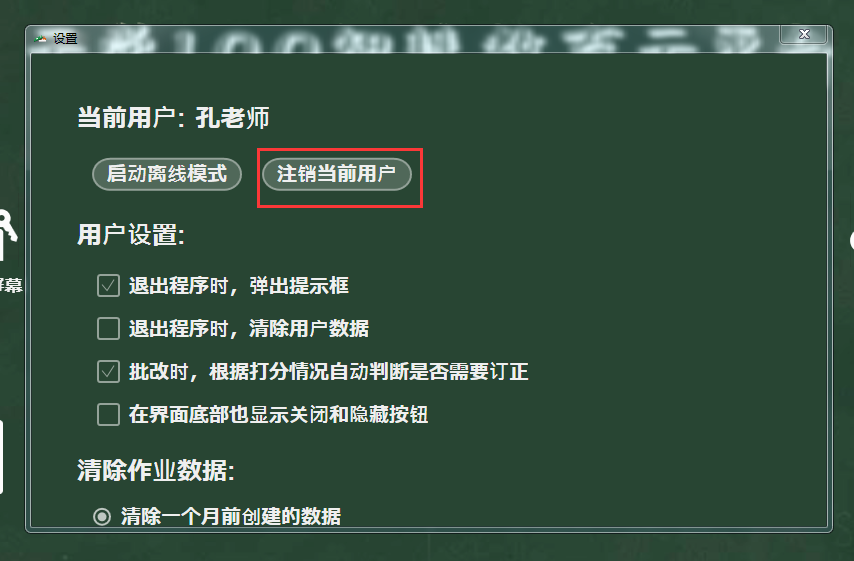 设置
当前用户: 孔老师
启动离线模式 注销当前用户
用户设置:
屏幕
退出程序时，弹出提示框
退出程序时，清除用户数据
批改时，根据打分情况自动判断是否需要订正
在界面底部也显示关闭和隐藏按钮
清除作业数据:
清除一个月前创建的数据